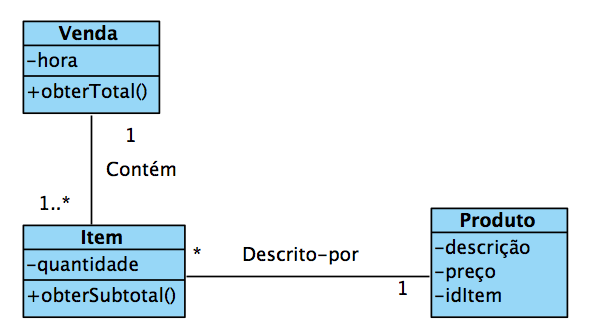 Venda
-hora
+obterTotal()
1
Contém
1..*
Item
-quantidade
+obterSubtotal()
*
Descrito-por
1
Produto
-descrição
-preço
-idItem